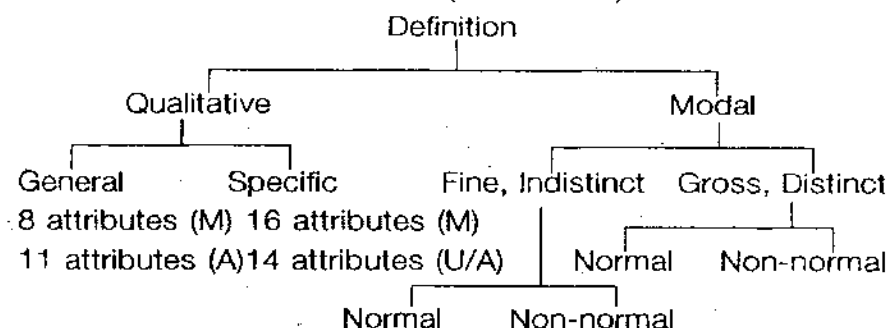 Definition
Qualitative Modal
General Specific Fine, Indistinct Gross, Distinct
8 attributes (M) 16 attributes (M)
11 attributes (A) 14 attributes (U/A) Normal Non-normal
Normal Non-normal